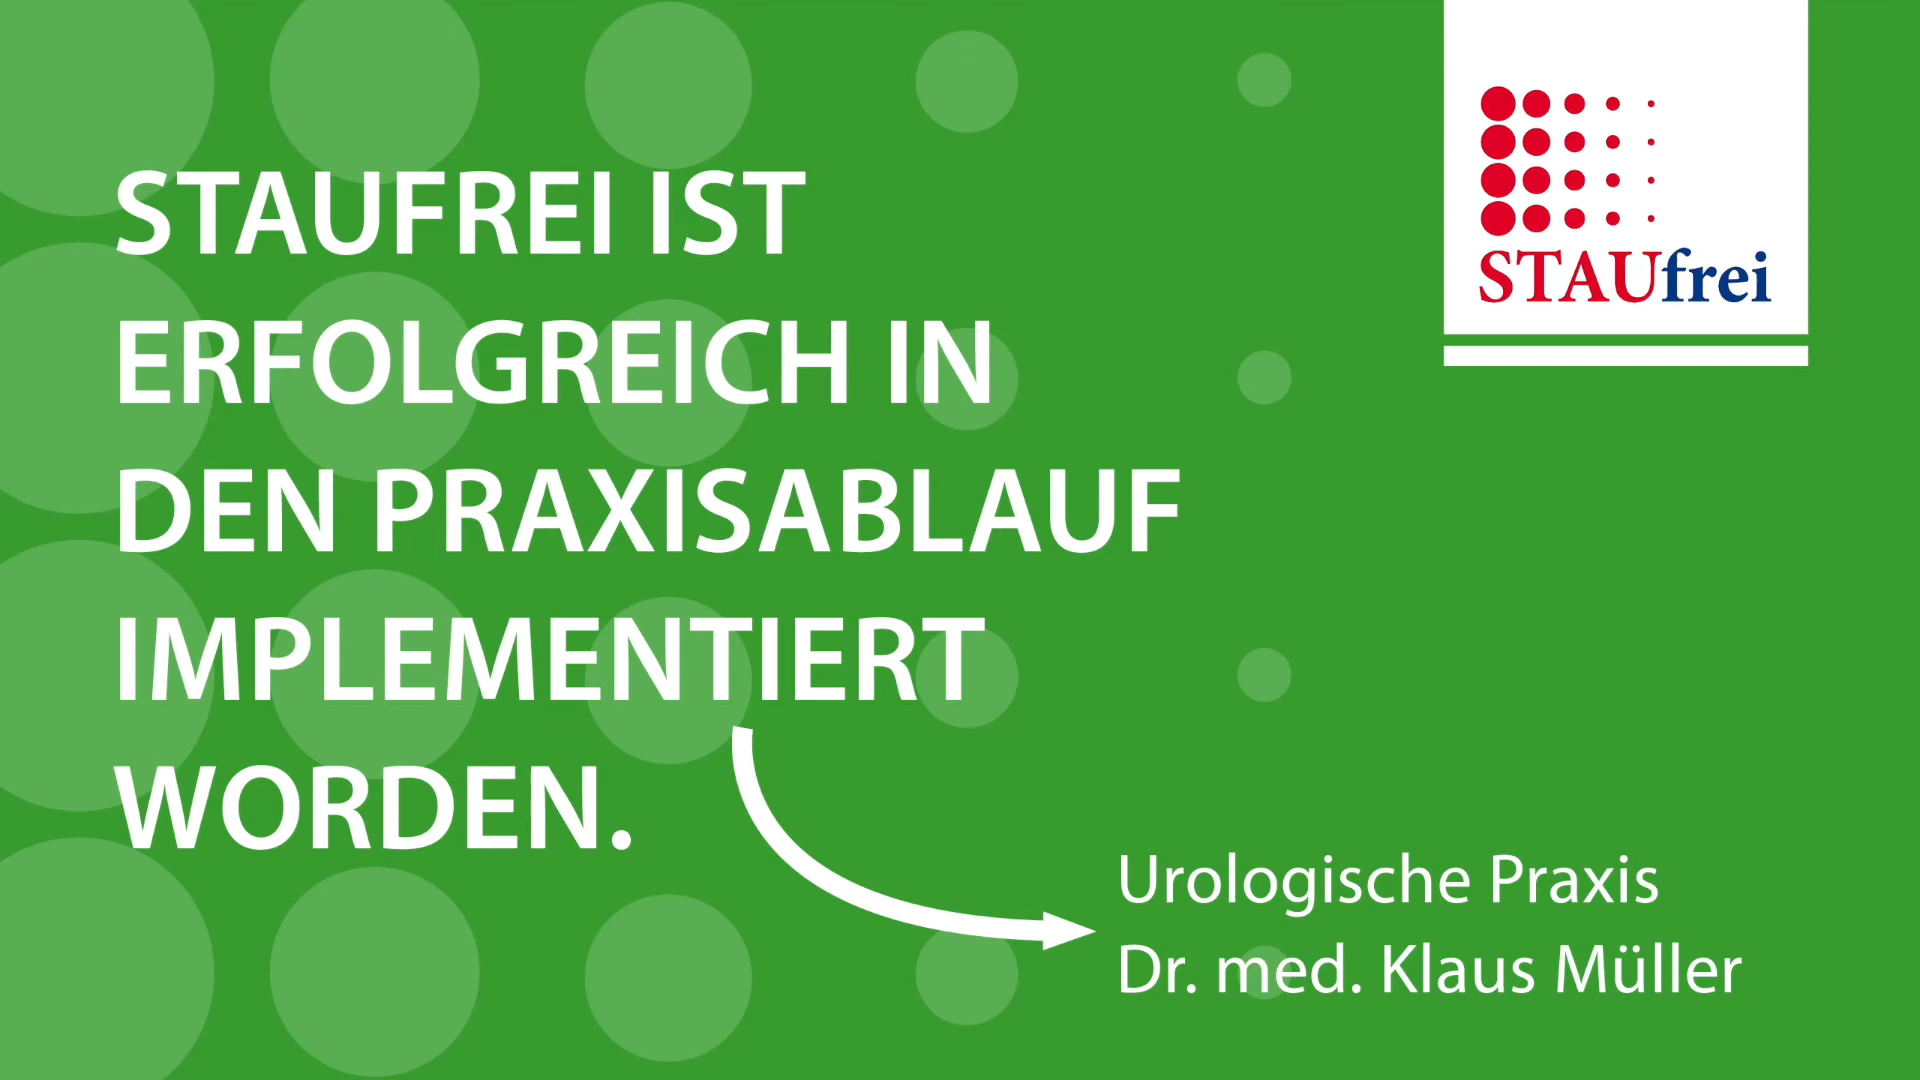 STAUFREI IST
ERFOLGREICH IN
DEN PRAXISABLAUF
IMPLEMENTIERT
WORDEN.
STAUfrei
Urologische Praxis
Dr. med. Klaus Müller